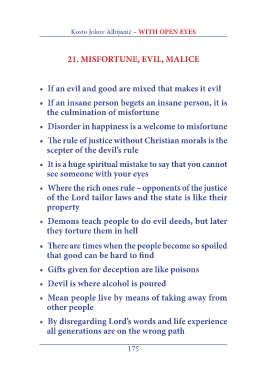 Kosto Jokov Albijanić – WITH OPEN EYES
21. MISFORTUNE, EVIL, MALICE
• If an evil and good are mixed that makes it evil
• If an insane person begets an insane person, it is
the culmination of misfortune
• Disorder in happiness is a welcome to misfortune
• The rule of justice without Christian morals is the
scepter of the devil's rule
• It is a huge spiritual mistake to say that you cannot
see someone with your eyes
• Where the rich ones rule – opponents of the justice
of the Lord tailor laws and the state is like their
property
• Demons teach people to do evil deeds, but later
they torture them in hell
• There are times when the people become so spoiled
that good can be hard to find
• Gifts given for deception are like poisons
• Devil is where alcohol is poured
• Mean people live by means of taking away from
other people
• By disregarding Lord's words and life experience
all generations are on the wrong path
175